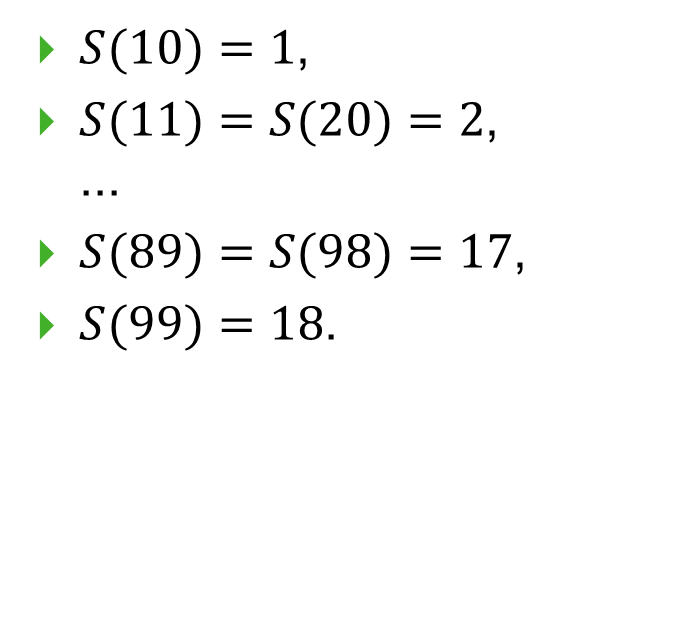 S(10) = 1,
S(11) = S(20) = 2,
...
S(89) = S(98) = 17,
S(99) = 18.